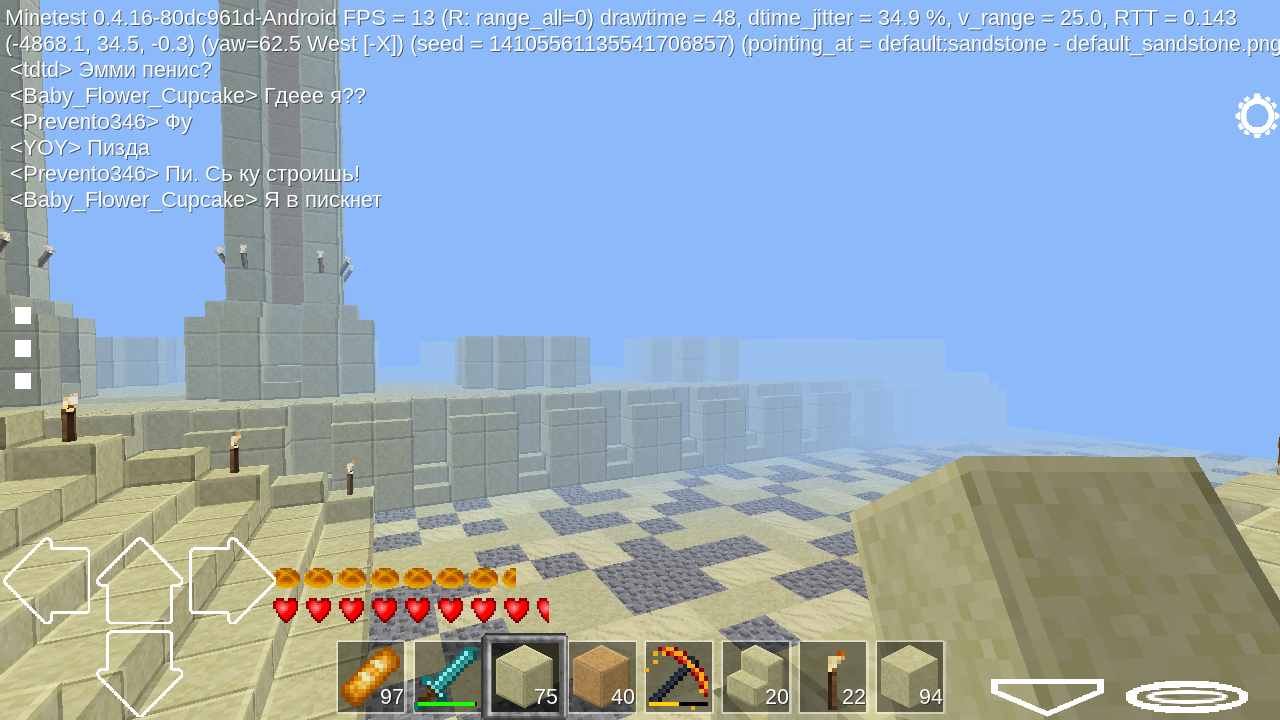 Minetest 0.4.16-80dc961d-Android FPS = 13 (R: range_all=0) drawtime = 48, dtime_jitter = 34.9 %, v_range = 25.0, RTT = 0.143
(-4868.1, 34.5, -0.3) (yaw=62.5 West [-X]) (seed = 14105561135541706857) (pointing_at = default:sandstone - default_sandstone.png
<tdtd> Эмми пенис?
<Baby_Flower_Cupcake> Гдеее я??
<Prevento346> Фу
<YOY> Пизда
<Prevento346> Пи. Сь ку строишь!
<Baby_Flower_Cupcake> Я в пискнет
97 75 40 20 22 94